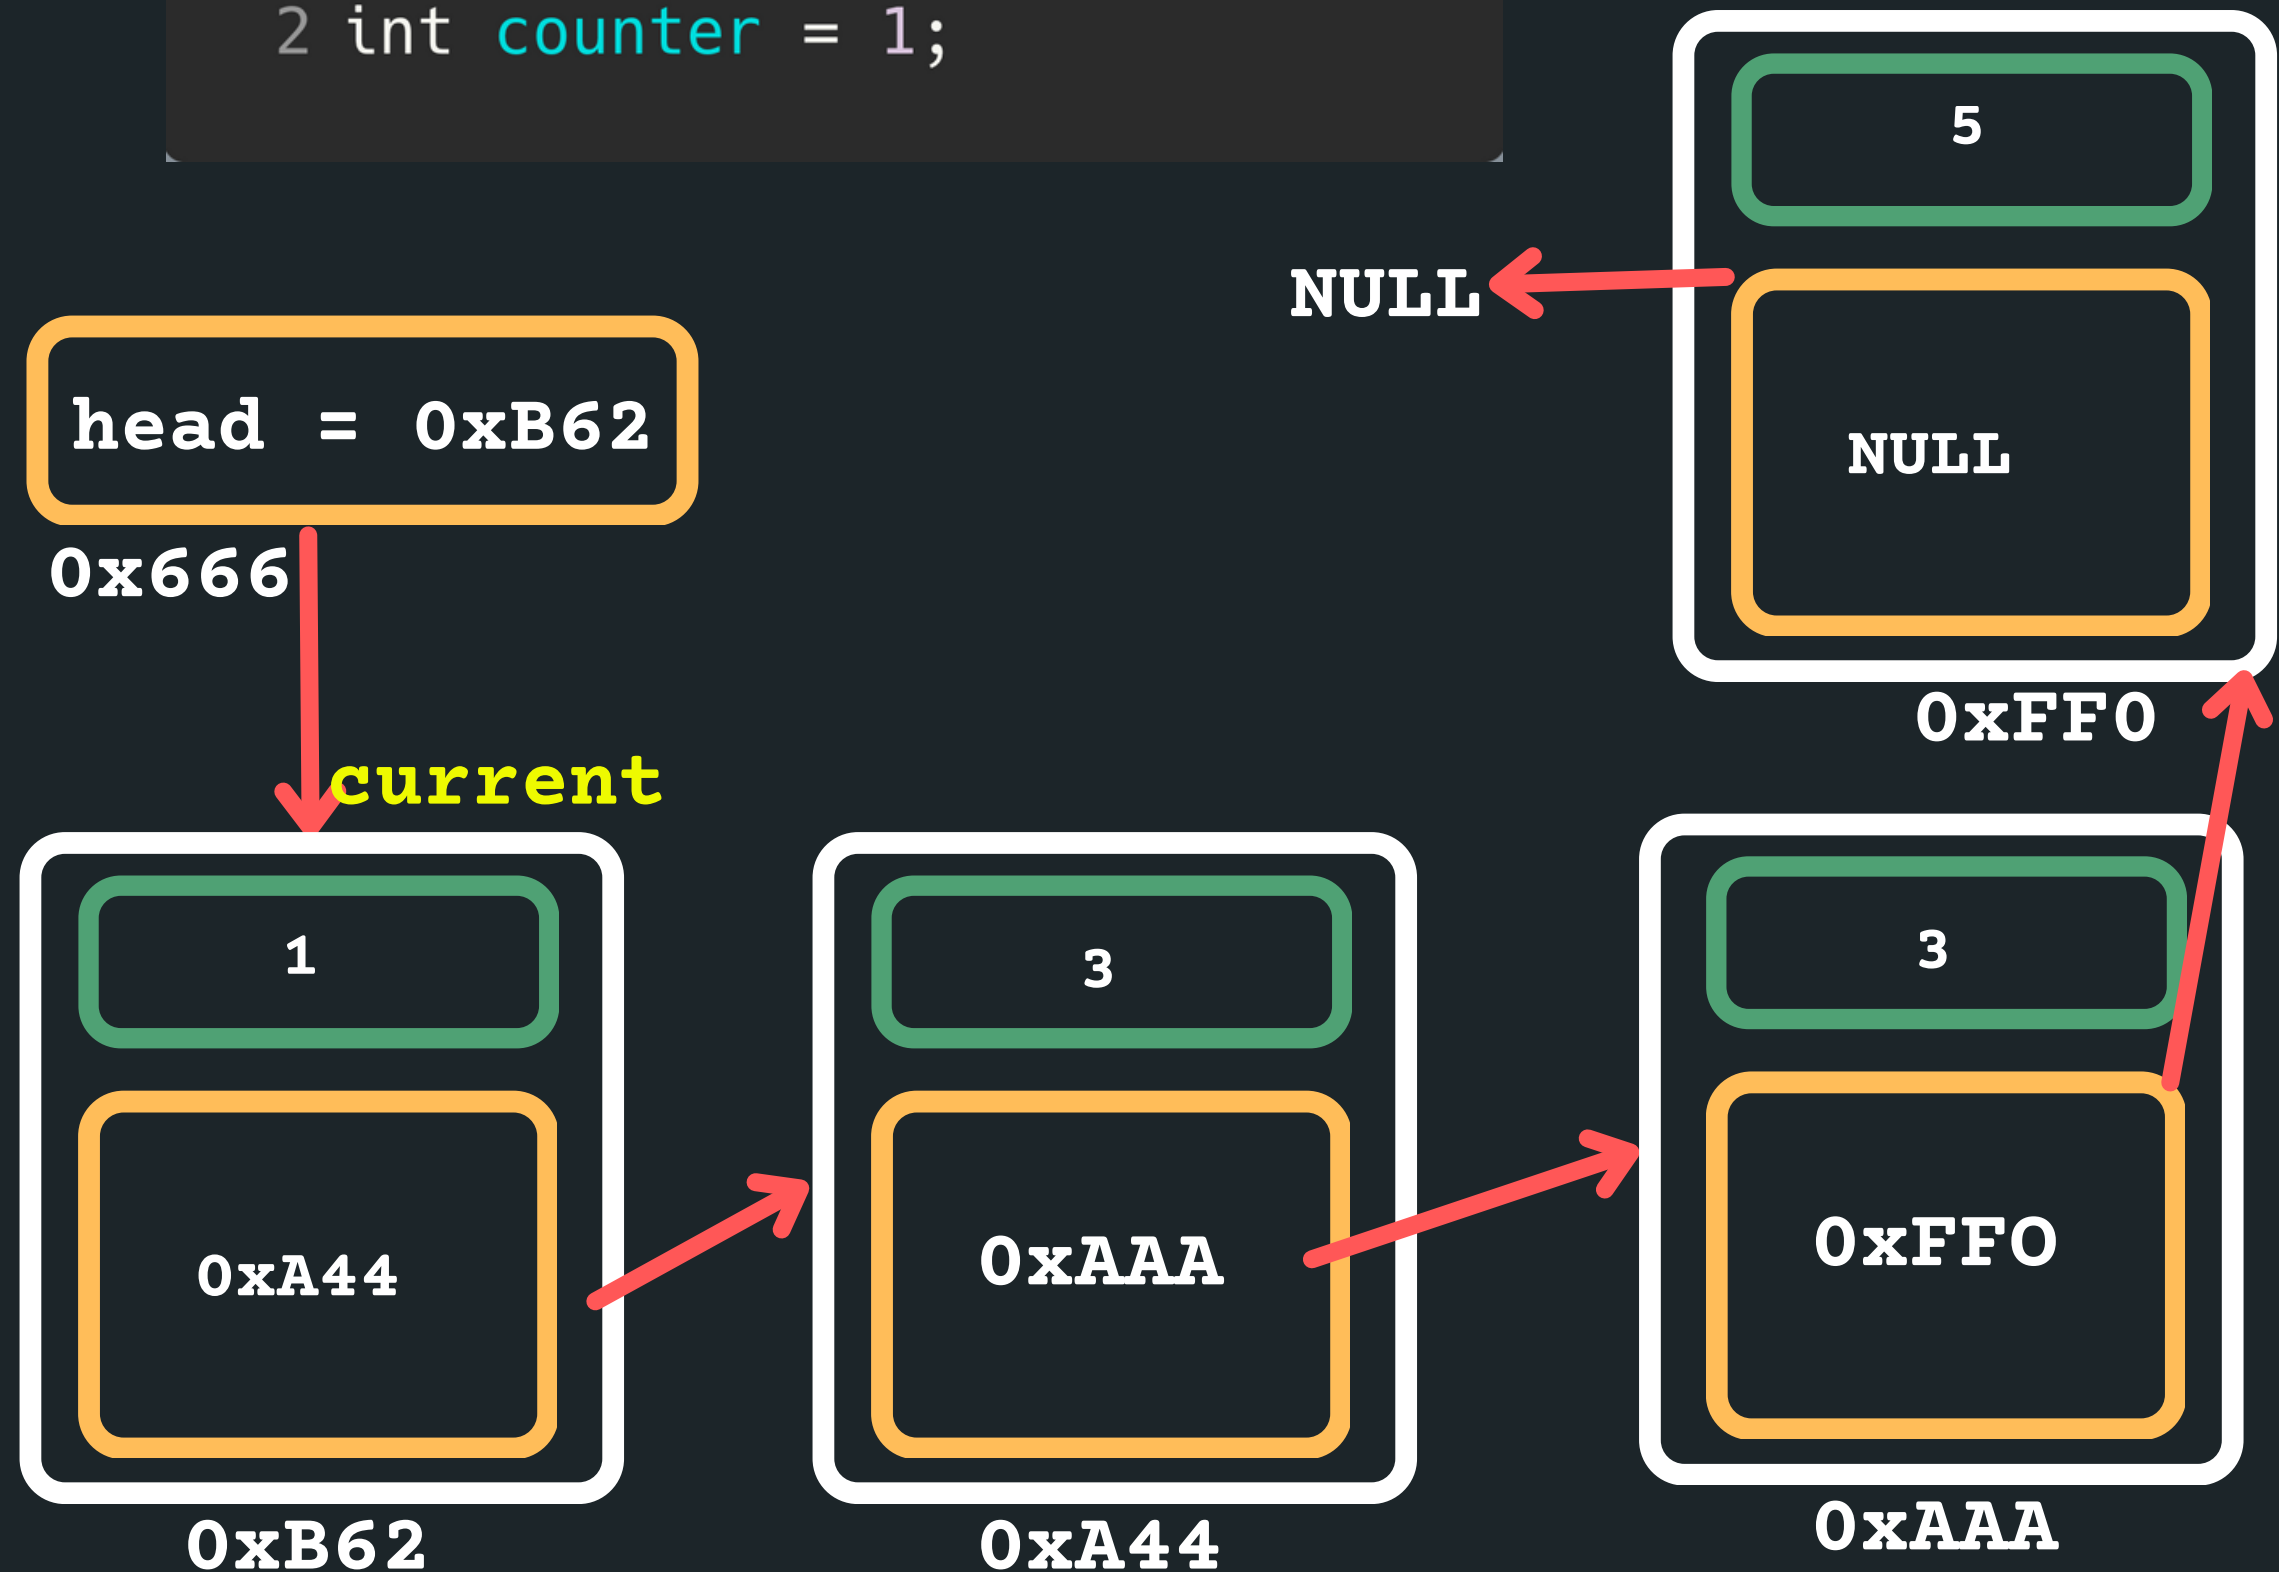 2 int counter = 1;
5
NULL
NULL
head = 0xB62
0x666
0xFF0
current
1
0xA44
0xB62
3
0xAAA
0xA44
3
0xFFO
0xAAA